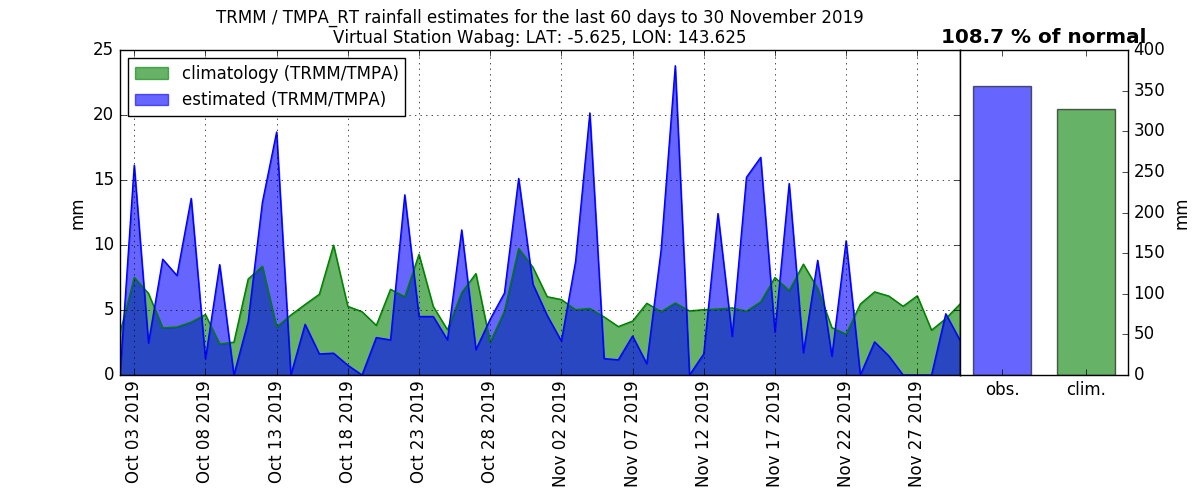 TRMM / TMPA_RT rainfall estimates for the last 60 days to 30 November 2019
Virtual Station Wabag: LAT: -5.625, LON: 143.625
108.7 % of normal
climatology (TRMM/TMPA)
estimated (TRMM/TMPA)
25
20
15
10
5
0
mm
Oct 03 2019
Oct 08 2019
Oct 13 2019
Oct 18 2019
Oct 23 2019
Oct 28 2019
Nov 02 2019
Nov 07 2019
Nov 12 2019
Nov 17 2019
Nov 22 2019
Nov 27 2019
obs.
clim.
400
350
300
250
200
150
100
50
0
mm